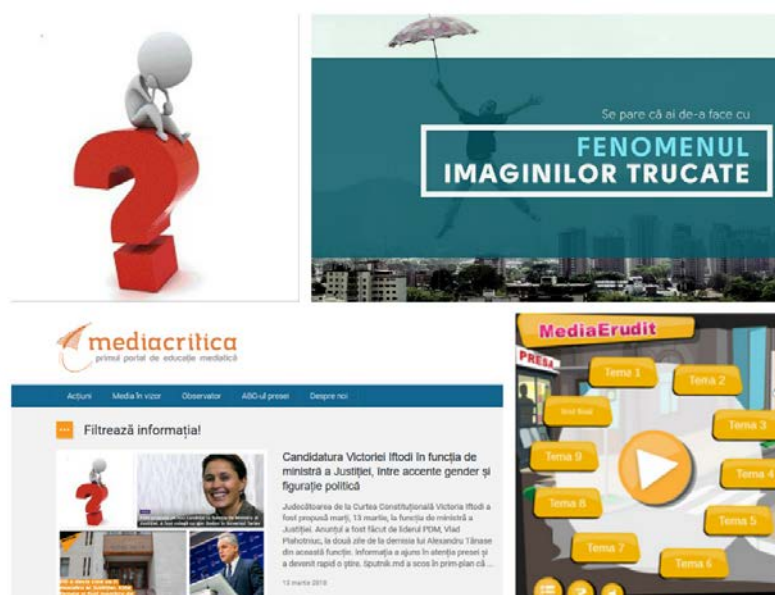 Se pare că ai de-a face cu
FENOMENUL
IMAGINILOR TRUCATE
mediacritica
primul portal de educație mediatică
Acțiuni Media în vizor Observator ABC-ul presei Despre noi
Filtrează informația!
Candidatura Victoriei Iftodi în funcția de
ministră a Justiției, între accente gender și
figurație politică
Judecătoarea de la Curtea Constituțională Victoria Iftodi a
fost propusă marți, 13 martie, la funcția de ministră a
Justiției. Anunțul a fost făcut de liderul PDM, Vlad
Plahotniuc, la două zile de la demisia lui Alexandru Tănase
din această funcție. Informația a ajuns în atenția presei și
a devenit rapid o știre. Sputnik.md a scos în prim-plan că ...
13 martie 2018
MediaErudit
PRESA
Tema 1
Tema 2
Test final
Tema 3
Tema 9
Tema 4
Tema 8
Tema 5
Tema 7
Tema 6